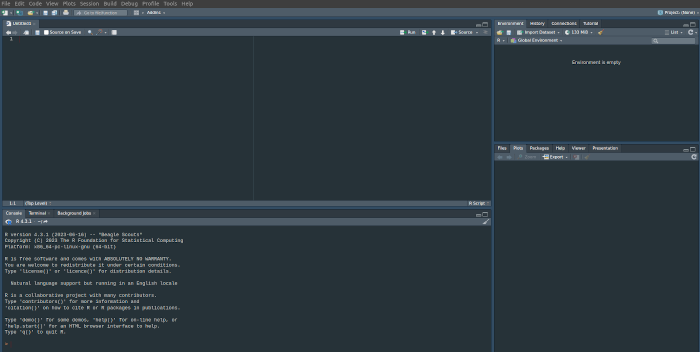 File Edit Code View Plots Session Build Debug Profile Tools Help
Go to file/function
Addins
Project: (None)
Untitled1
Source on Save
Run
Source
1
1:1
(Top Level)
R Script
Console Terminal Background Jobs
R 4.3.1
R version 4.3.1 (2023-06-16) -- "Beagle Scouts"
Copyright (C) 2023 The R Foundation for Statistical Computing
Platform: x86_64-pc-linux-gnu (64-bit)
R is free software and comes with ABSOLUTELY NO WARRANTY.
You are welcome to redistribute it under certain conditions.
Type 'license()' or 'licence()' for distribution details.
Natural language support but running in an English locale
R is a collaborative project with many contributors.
Type 'contributors()' for more information and
'citation()' on how to cite R or R packages in publications.
Type 'demo()' for some demos, 'help()' for on-line help, or
'help.start()' for an HTML browser interface to help.
Type 'q()' to quit R.
>
Environment History Connections Tutorial
Import Dataset
133 MiB
List
R
Global Environment
Environment is empty
Files Plots Packages Help Viewer Presentation
Zoom
Export